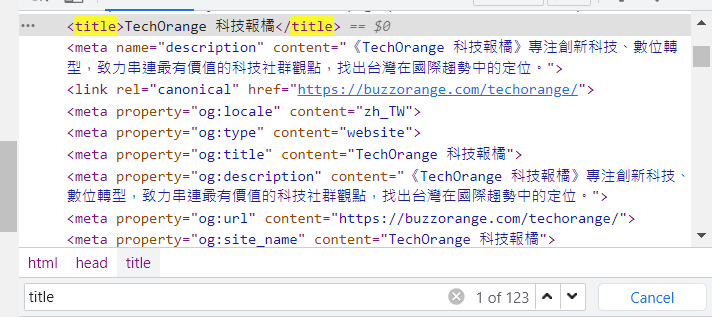 <title>TechOrange 科技報橘</title> == $0
<meta name="description" content="《TechOrange 科技報橘》專注創新科技、數位轉
型，致力串連最有價值的科技社群觀點，找出台灣在國際趨勢中的定位。">
<link rel="canonical" href="https://buzzorange.com/techorange/">
<meta property="og:locale" content="zh_TW">
<meta property="og:type" content="website">
<meta property="og:title" content="TechOrange 科技報橘">
<meta property="og:description" content="《TechOrange 科技報橘》專注創新科技、
數位轉型，致力串連最有價值的科技社群觀點，找出台灣在國際趨勢中的定位。">
<meta property="og:url" content="https://buzzorange.com/techorange/">
<meta property="og:site_name" content="TechOrange 科技報橘">
html head title
title 1 of 123 Cancel